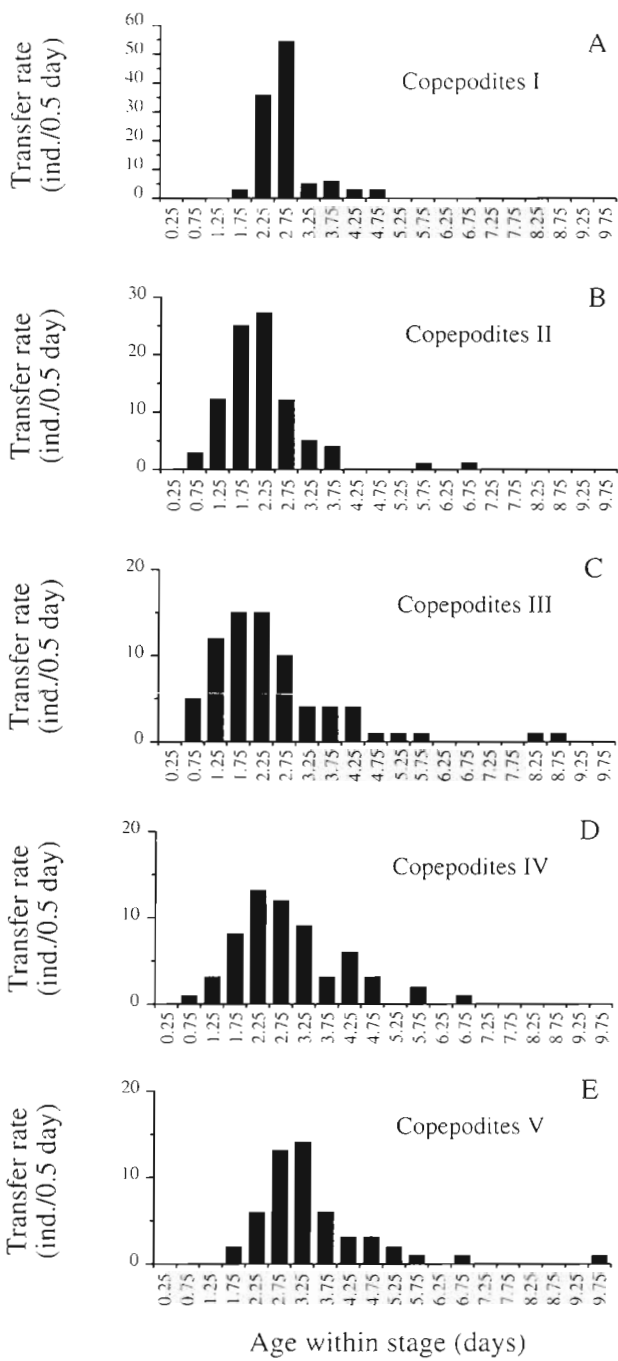 A
Copepodites I
Transfer rate
(ind./0.5 day)
60
50
40
30
20
10
0
0.25 0.75 1.25 1.75 2.25 2.75 3.25 3.75 4.25 4.75 5.25 5.75 6.25 6.75 7.25 7.75 8.25 8.75 9.25 9.75
B
Copepodites II
Transfer rate
(ind./0.5 day)
30
20
10
0
0.25 0.75 1.25 1.75 2.25 2.75 3.25 3.75 4.25 4.75 5.25 5.75 6.25 6.75 7.25 7.75 8.25 8.75 9.25 9.75
C
Copepodites III
Transfer rate
(ind./0.5 day)
20
10
0
0.25 0.75 1.25 1.75 2.25 2.75 3.25 3.75 4.25 4.75 5.25 5.75 6.25 6.75 7.25 7.75 8.25 8.75 9.25 9.75
D
Copepodites IV
Transfer rate
(ind./0.5 day)
20
10
0
0.25 0.75 1.25 1.75 2.25 2.75 3.25 3.75 4.25 4.75 5.25 5.75 6.25 6.75 7.25 7.75 8.25 8.75 9.25 9.75
E
Copepodites V
Transfer rate
(ind./0.5 day)
20
10
0
0.25 0.75 1.25 1.75 2.25 2.75 3.25 3.75 4.25 4.75 5.25 5.75 6.25 6.75 7.25 7.75 8.25 8.75 9.25 9.75
Age within stage (days)